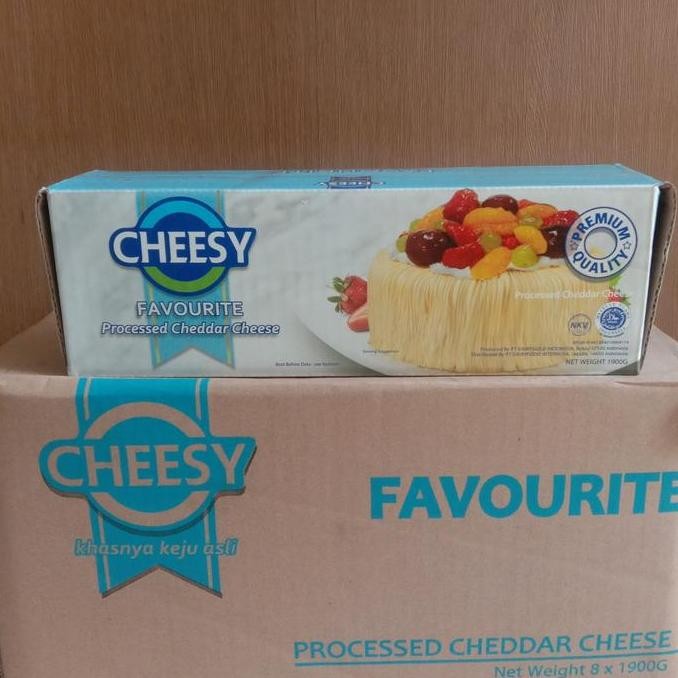 CHEESY
FAVOURITE
Processed Cheddar Cheese
PREMIUM
QUALITY
Processed Cheddar Cheese
NKV
NET WEIGHT 1900G
CHEESY
khasnya keju asli
FAVOURITE
PROCESSED CHEDDAR CHEESE
Net Weight 8 x 1900G